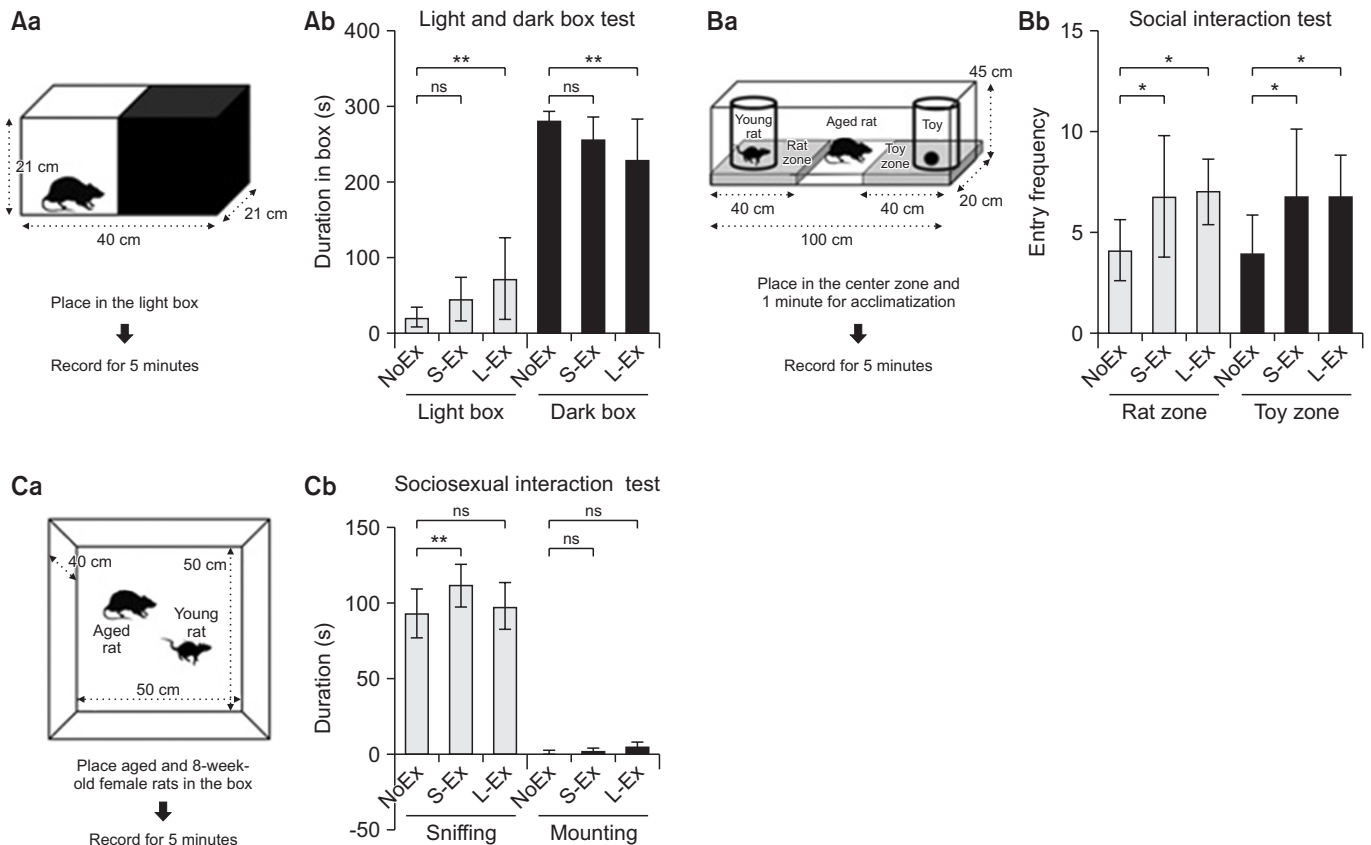 Aa
21 cm
21 cm
40 cm
Place in the light box
Record for 5 minutes
Ab
Light and dark box test
400
300
200
100
0
Duration in box (s)
**
ns
**
ns
NoEx
S-Ex
L-Ex
NoEx
S-Ex
L-Ex
Light box
Dark box
Ba
45 cm
Young
rat
Aged rat
Toy
Rat
zone
Toy
zone
20 cm
40 cm
40 cm
100 cm
Place in the center zone and
1 minute for acclimatization
Record for 5 minutes
Bb
Social interaction test
15
10
5
0
Entry frequency
*
*
*
*
NoEx
S-Ex
L-Ex
NoEx
S-Ex
L-Ex
Rat zone
Toy zone
Ca
40 cm
50 cm
Aged
rat
Young
rat
50 cm
Place aged and 8-week-
old female rats in the box
Record for 5 minutes
Cb
Sociosexual interaction test
150
100
50
0
-50
Duration (s)
ns
**
ns
ns
NoEx
S-Ex
L-Ex
NoEx
S-Ex
L-Ex
Sniffing
Mounting